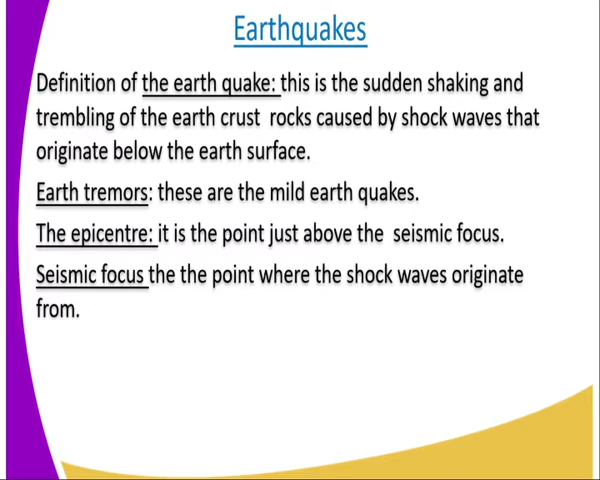 Earthquakes
Definition of the earth quake: this is the sudden shaking and
trembling of the earth crust rocks caused by shock waves that
originate below the earth surface.
Earth tremors: these are the mild earth quakes.
The epicentre: it is the point just above the seismic focus.
Seismic focus the the point where the shock waves originate
from.